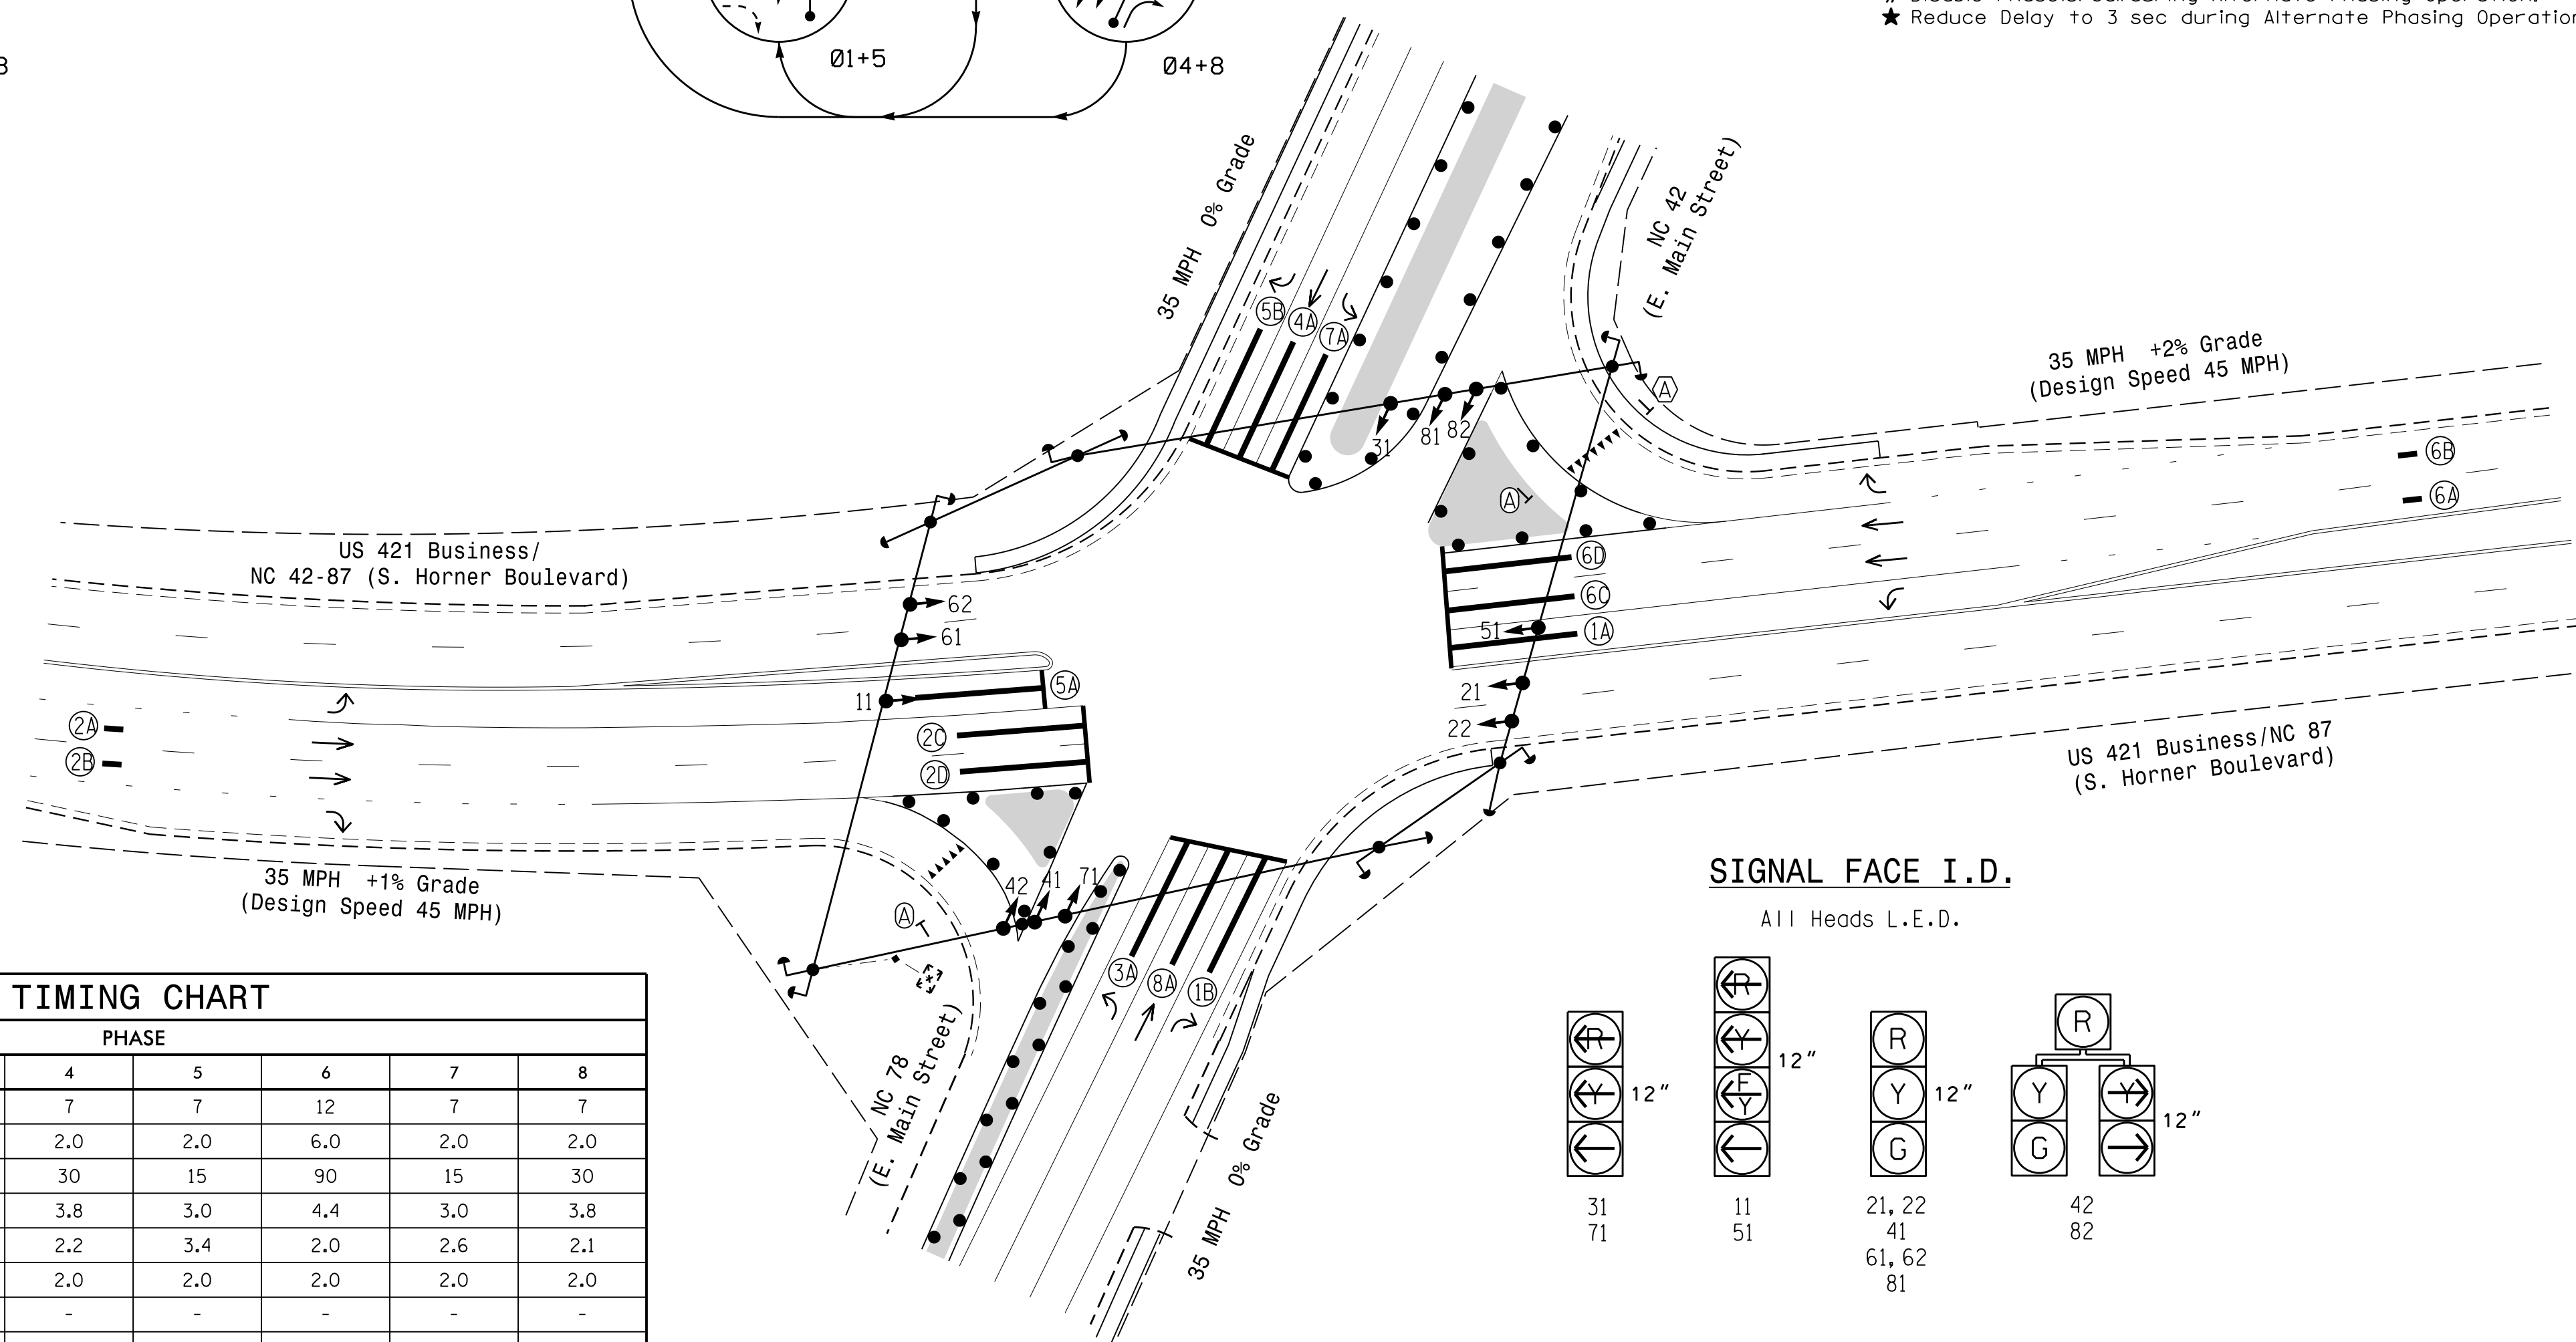 ★ Reduce Delay to 3 sec during Alternate Phasing Operation
Ø1+5
Ø4+8
35 MPH 0% Grade
NC 42
(E. Main Street)
5B
4A
7A
31
81
82
A
A
35 MPH +2% Grade
(Design Speed 45 MPH)
6B
6A
US 421 Business/
NC 42-87 (S. Horner Boulevard)
62
61
11
5A
6D
6C
1A
51
21
22
2A
2B
2C
2D
US 421 Business/NC 87
(S. Horner Boulevard)
35 MPH +1% Grade
(Design Speed 45 MPH)
42
41
71
A
3A
8A
1B
NC 78
(E. Main Street)
35 MPH 0% Grade
TIMING CHART
PHASE
4 5 6 7 8
7 7 12 7 7
2.0 2.0 6.0 2.0 2.0
30 15 90 15 30
3.8 3.0 4.4 3.0 3.8
2.2 3.4 2.0 2.6 2.1
2.0 2.0 2.0 2.0 2.0
- - - - -
SIGNAL FACE I.D.
All Heads L.E.D.
R
Y
12"
31
71
R
Y
F
Y
12"
11
51
R
Y
G
12"
21, 22
41
61, 62
81
R
Y Y
G
12"
42
82